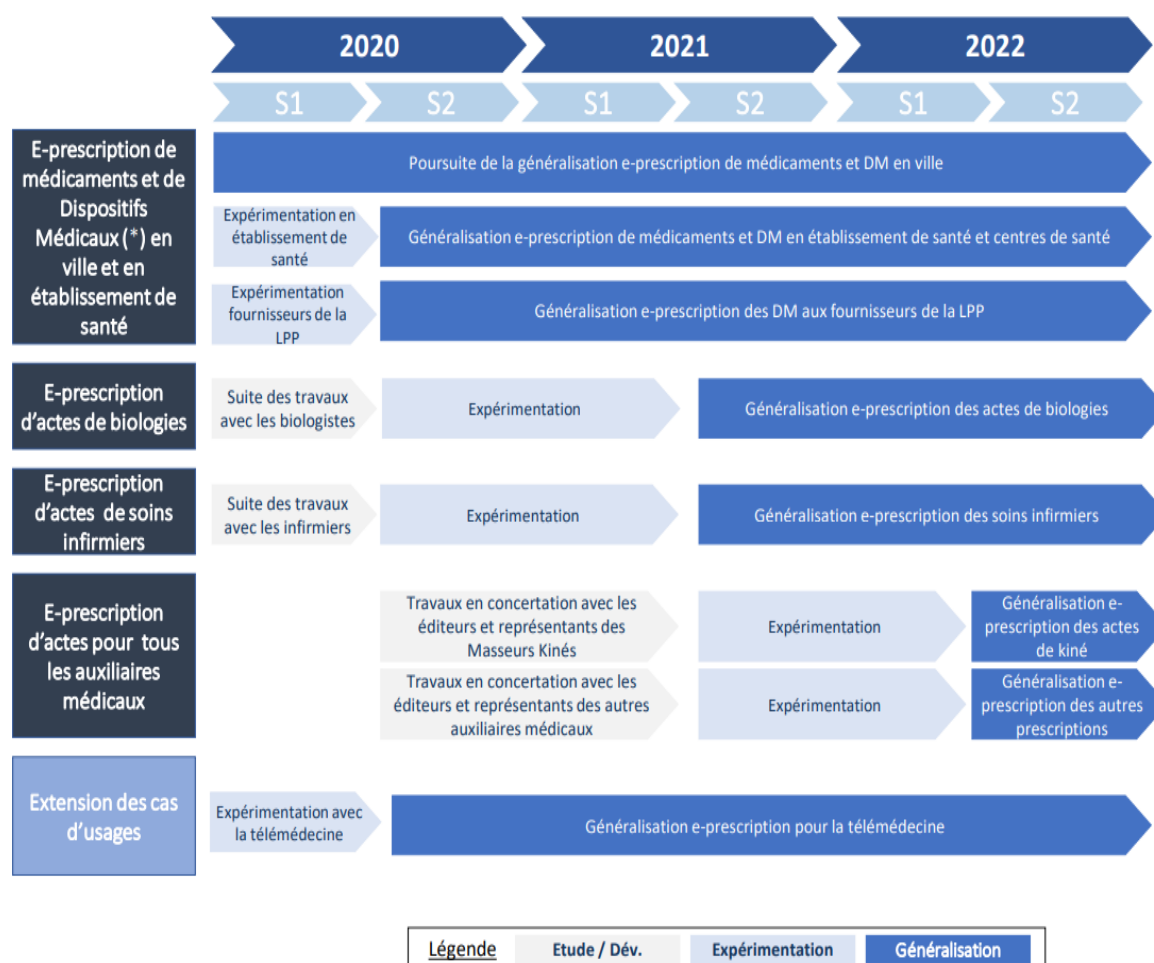 2020
2021
2022
S1
S2
S1
S2
S1
S2
E-prescription de
médicaments et de
Dispositifs
Médicaux (*) en
ville et en
établissement de
santé
Poursuite de la généralisation e-prescription de médicaments et DM en ville
Expérimentation en
établissement de
santé
Généralisation e-prescription de médicaments et DM en établissement de santé et centres de santé
Expérimentation
fournisseurs de la
LPP
Généralisation e-prescription des DM aux fournisseurs de la LPP
E-prescription
d'actes de biologies
Suite des travaux
avec les biologistes
Expérimentation
Généralisation e-prescription des actes de biologies
E-prescription
d'actes de soins
infirmiers
Suite des travaux
avec les infirmiers
Expérimentation
Généralisation e-prescription des soins infirmiers
E-prescription
d'actes pour tous
les auxiliaires
médicaux
Travaux en concertation avec les
éditeurs et représentants des
Masseurs Kinés
Expérimentation
Généralisation e-
prescription des actes
de kiné
Travaux en concertation avec les
éditeurs et représentants des autres
auxiliaires médicaux
Expérimentation
Généralisation e-
prescription des autres
prescriptions
Extension des cas
d'usages
Expérimentation avec
la télémédecine
Généralisation e-prescription pour la télémédecine
Légende
Etude / Dév.
Expérimentation
Généralisation